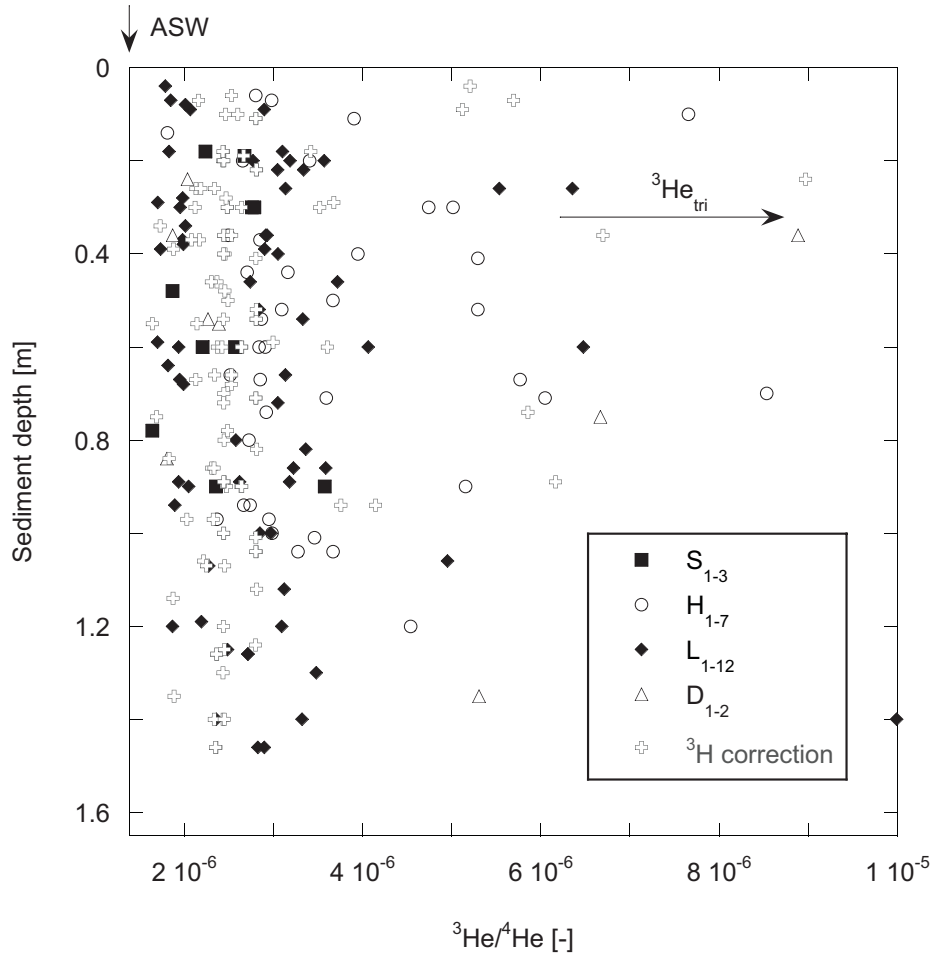 ASW
0
0.4
0.8
1.2
1.6
Sediment depth [m]
³He_tri
S₁₋₃
H₁₋₇
L₁₋₁₂
D₁₋₂
³H correction
2 10⁻⁶ 4 10⁻⁶ 6 10⁻⁶ 8 10⁻⁶ 1 10⁻⁵
³He/⁴He [-]